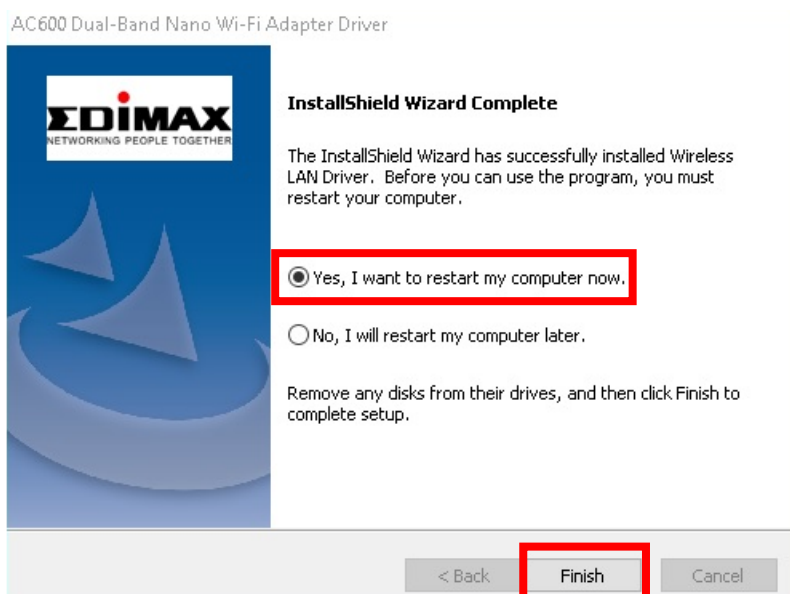 AC600 Dual-Band Nano Wi-Fi Adapter Driver
EDIMAX
NETWORKING PEOPLE TOGETHER
InstallShield Wizard Complete
The InstallShield Wizard has successfully installed Wireless
LAN Driver.  Before you can use the program, you must
restart your computer.
Yes, I want to restart my computer now.
No, I will restart my computer later.
Remove any disks from their drives, and then click Finish to
complete setup.
< Back Finish Cancel